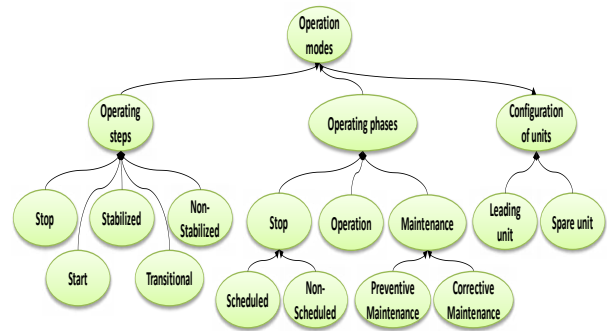 Operation
modes
Operating
steps
Operating phases
Configuration
of units
Stop
Stabilized
Non-
Stabilized
Start
Transitional
Stop
Operation
Maintenance
Leading
unit
Spare unit
Scheduled
Non-
Scheduled
Preventive
Maintenance
Corrective
Maintenance